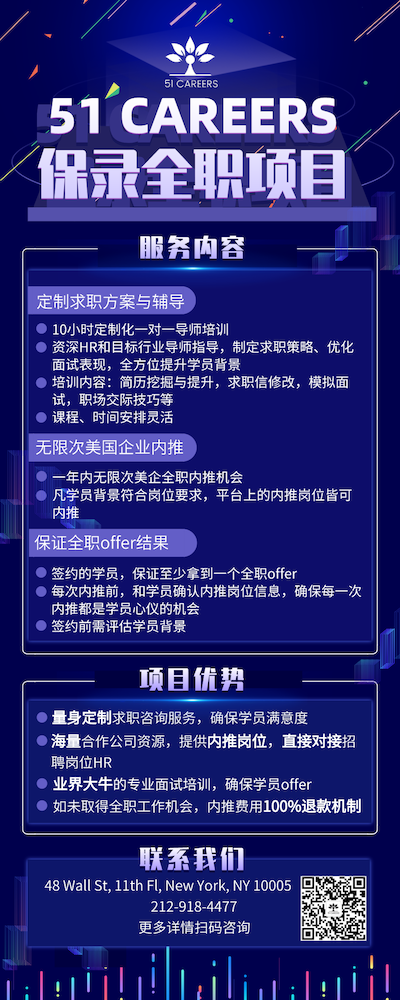 51 CAREERS
51 CAREERS
保录全职项目
服务内容
定制求职方案与辅导
10小时定制化一对一导师培训
资深HR和目标行业导师指导，制定求职策略、优化
面试表现，全方位提升学员背景
培训内容：简历挖掘与提升，求职信修改，模拟面
试，职场交际技巧等
课程、时间安排灵活
无限次美国企业内推
一年内无限次美企全职内推机会
凡学员背景符合岗位要求，平台上的内推岗位皆可
内推
保证全职offer结果
签约的学员，保证至少拿到一个全职offer
每次内推前，和学员确认内推岗位信息，确保每一次
内推都是学员心仪的机会
签约前需评估学员背景
项目优势
量身定制求职咨询服务，确保学员满意度
海量合作公司资源，提供内推岗位，直接对接招
聘岗位HR
业界大牛的专业面试培训，确保学员offer
如未取得全职工作机会，内推费用100%退款机制
联系我们
48 Wall St, 11th Fl, New York, NY 10005
212-918-4477
更多详情扫码咨询